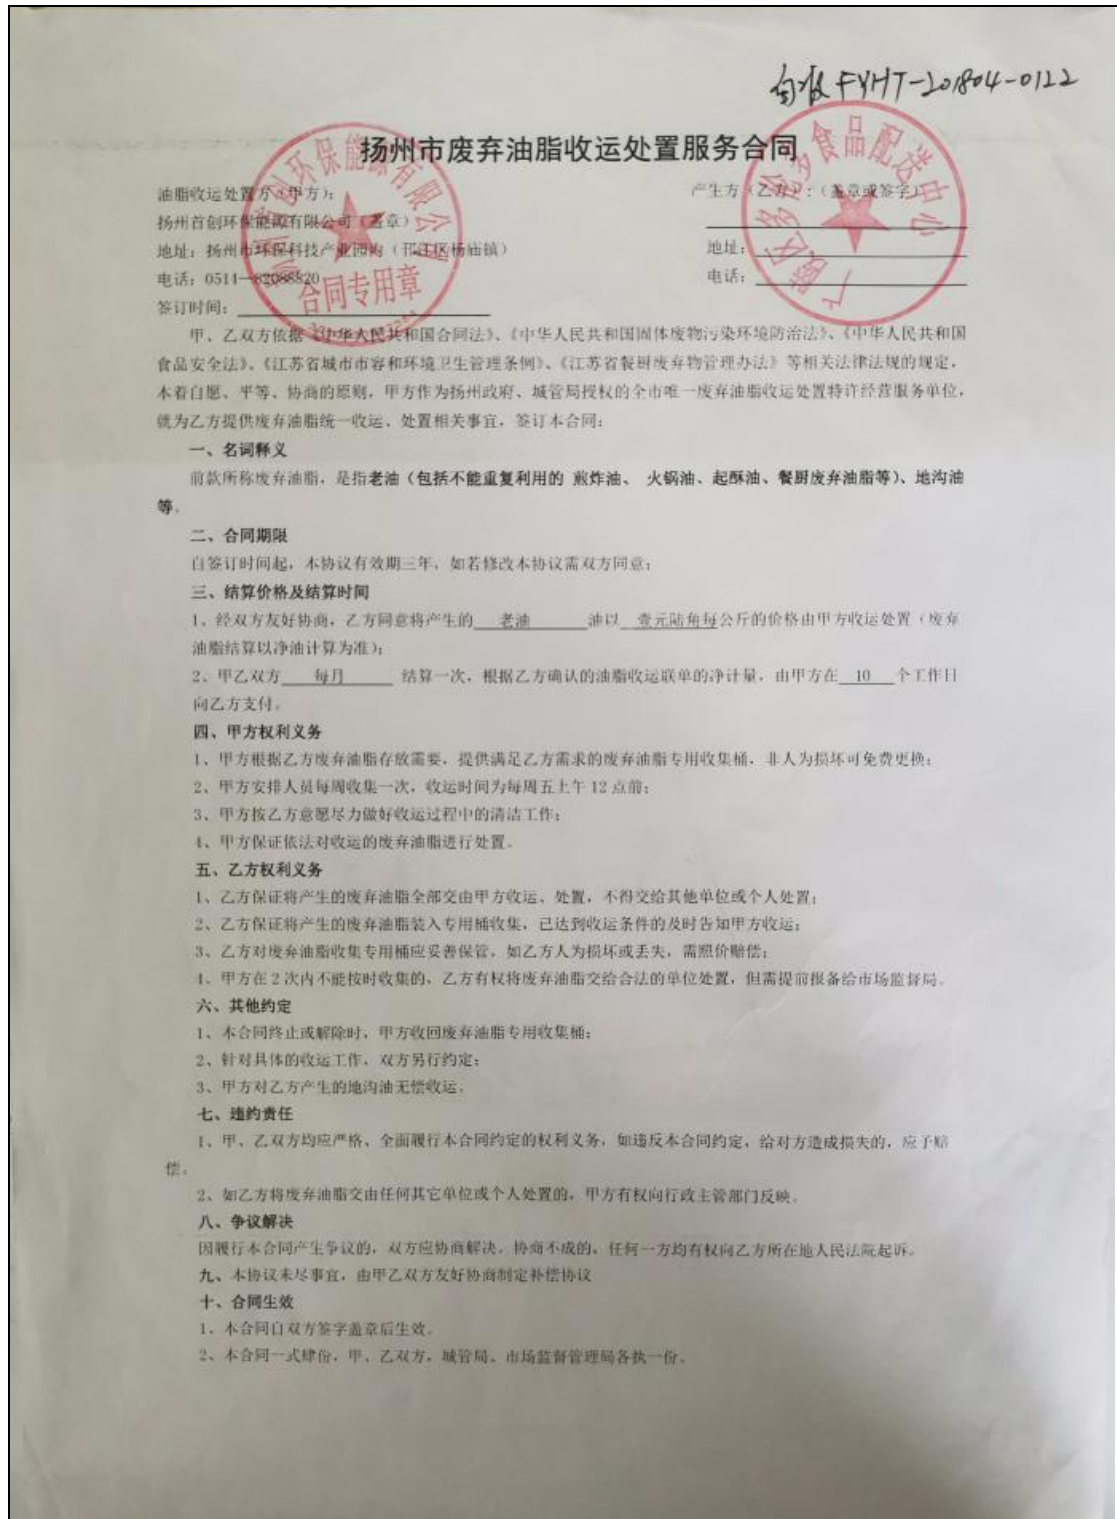 FYHT-201804-0122
扬州市废弃油脂收运处置服务合同
油脂收运处置方（甲方）：
产生方（乙方）：（盖章或签字）
扬州首创环保能源有限公司（盖章）
地址：扬州市环保科技产业园内（邗江区杨庙镇）
地址：
电话：0514—82088820
电话：
签订时间：
扬州首创环保能源有限公司
合同专用章
广陵区多伦多食品配送中心
甲、乙双方依据《中华人民共和国合同法》、《中华人民共和国固体废物污染环境防治法》、《中华人民共和国
食品安全法》、《江苏省城市市容和环境卫生管理条例》、《江苏省餐厨废弃物管理办法》等相关法律法规的规定，
本着自愿、平等、协商的原则，甲方作为扬州政府、城管局授权的全市唯一废弃油脂收运处置特许经营服务单位，
就为乙方提供废弃油脂统一收运、处置相关事宜，签订本合同：
一、名词释义
前款所称废弃油脂，是指老油（包括不能重复利用的 煎炸油、 火锅油、起酥油、餐厨废弃油脂等）、地沟油
等。
二、合同期限
自签订时间起，本协议有效期三年，如若修改本协议需双方同意；
三、结算价格及结算时间
1、经双方友好协商，乙方同意将产生的 老油 油以 壹元陆角每公斤的价格由甲方收运处置（废弃
油脂结算以净油计算为准）；
2、甲乙双方 每月 结算一次，根据乙方确认的油脂收运联单的净计量，由甲方在 10 个工作日
向乙方支付。
四、甲方权利义务
1、甲方根据乙方废弃油脂存放需要，提供满足乙方需求的废弃油脂专用收集桶，非人为损坏可免费更换；
2、甲方安排人员每周收集一次，收运时间为每周五上午 12 点前；
3、甲方按乙方意愿尽力做好收运过程中的清洁工作；
4、甲方保证依法对收运的废弃油脂进行处置。
五、乙方权利义务
1、乙方保证将产生的废弃油脂全部交由甲方收运、处置，不得交给其他单位或个人处置；
2、乙方保证将产生的废弃油脂装入专用桶收集，已达到收运条件的及时告知甲方收运；
3、乙方对废弃油脂收集专用桶应妥善保管，如乙方人为损坏或丢失，需照价赔偿；
4、甲方在 2 次内不能按时收集的，乙方有权将废弃油脂交给合法的单位处置，但需提前报备给市场监督局。
六、其他约定
1、本合同终止或解除时，甲方收回废弃油脂专用收集桶；
2、针对具体的收运工作，双方另行约定；
3、甲方对乙方产生的地沟油无偿收运。
七、违约责任
1、甲、乙双方均应严格、全面履行本合同约定的权利义务，如违反本合同约定，给对方造成损失的，应予赔
偿。
2、如乙方将废弃油脂交由任何其它单位或个人处置的，甲方有权向行政主管部门反映。
八、争议解决
因履行本合同产生争议的，双方应协商解决。协商不成的，任何一方均有权向乙方所在地人民法院起诉。
九、本协议未尽事宜，由甲乙双方友好协商制定补偿协议
十、合同生效
1、本合同自双方签字盖章后生效。
2、本合同一式肆份，甲、乙双方，城管局、市场监督管理局各执一份。